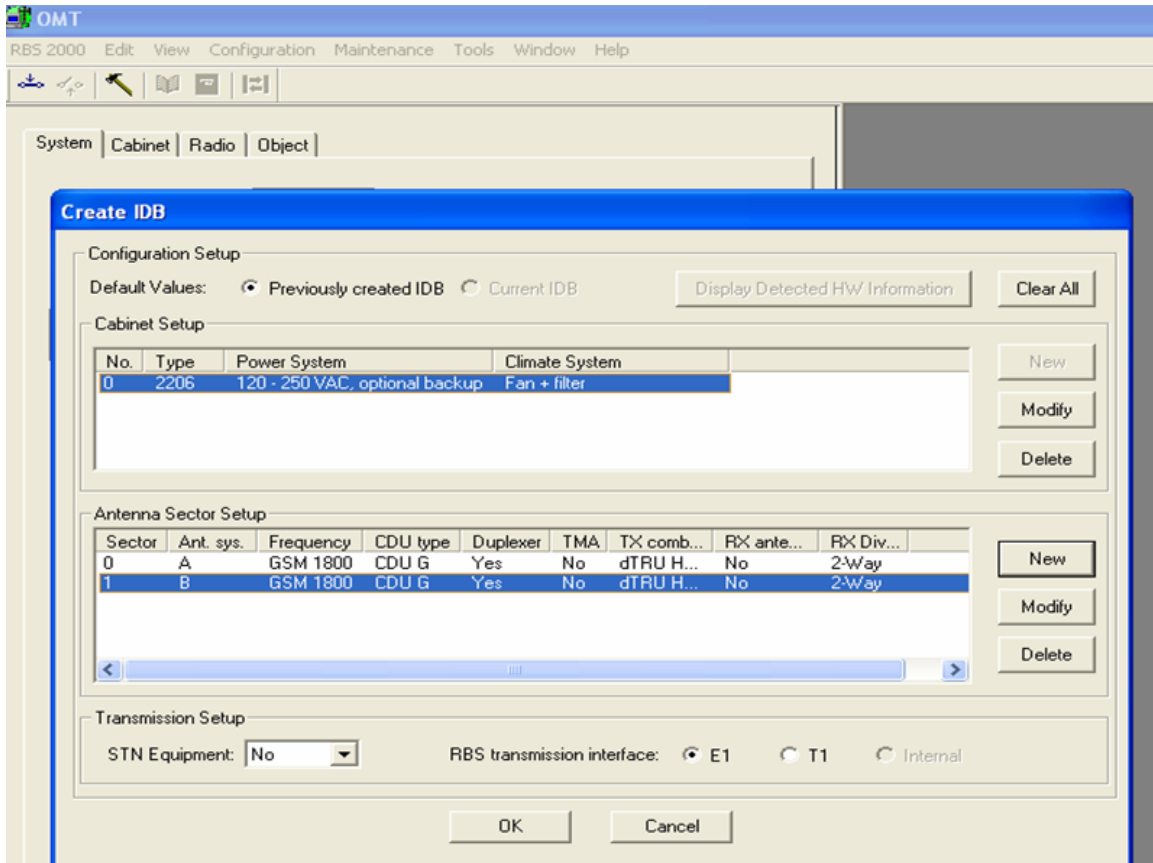 OMT
RBS 2000 Edit View Configuration Maintenance Tools Window Help
System Cabinet Radio Object
Create IDB
Configuration Setup
Default Values: Previously created IDB Current IDB Display Detected HW Information Clear All
Cabinet Setup
No. Type Power System Climate System
0 2206 120 - 250 VAC, optional backup Fan + filter
New
Modify
Delete
Antenna Sector Setup
Sector Ant. sys. Frequency CDU type Duplexer TMA TX comb... RX ante... RX Div...
0 A GSM 1800 CDU G Yes No dTRU H... No 2-Way
1 B GSM 1800 CDU G Yes No dTRU H... No 2-Way
New
Modify
Delete
Transmission Setup
STN Equipment: No RBS transmission interface: E1 T1 Internal
OK Cancel